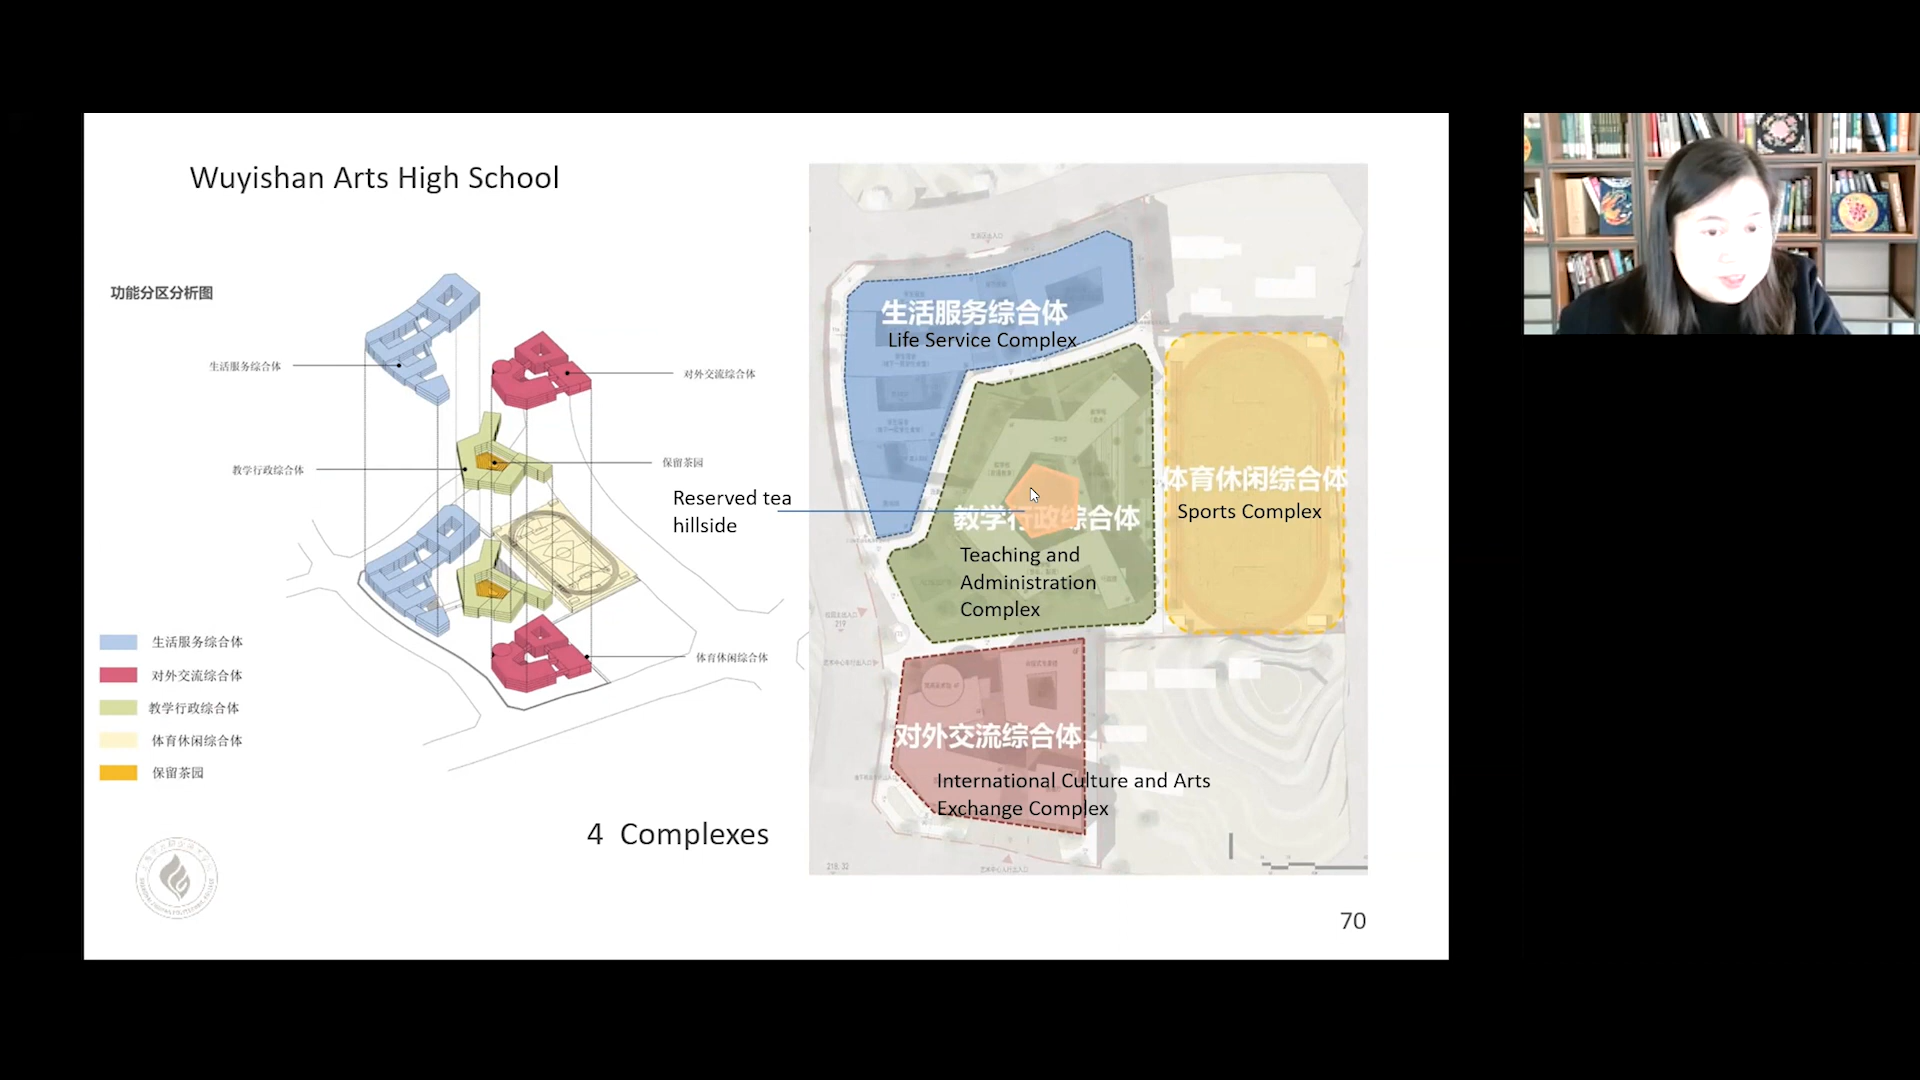 Wuyishan Arts High School
功能分区分析图
生活服务综合体
对外交流综合体
教学行政综合体
保留茶园
体育休闲综合体
生活服务综合体
对外交流综合体
教学行政综合体
体育休闲综合体
保留茶园
4 Complexes
Reserved tea
hillside
生活服务综合体
Life Service Complex
教学行政综合体
Teaching and
Administration
Complex
体育休闲综合体
Sports Complex
对外交流综合体
International Culture and Arts
Exchange Complex
219
218.32
70